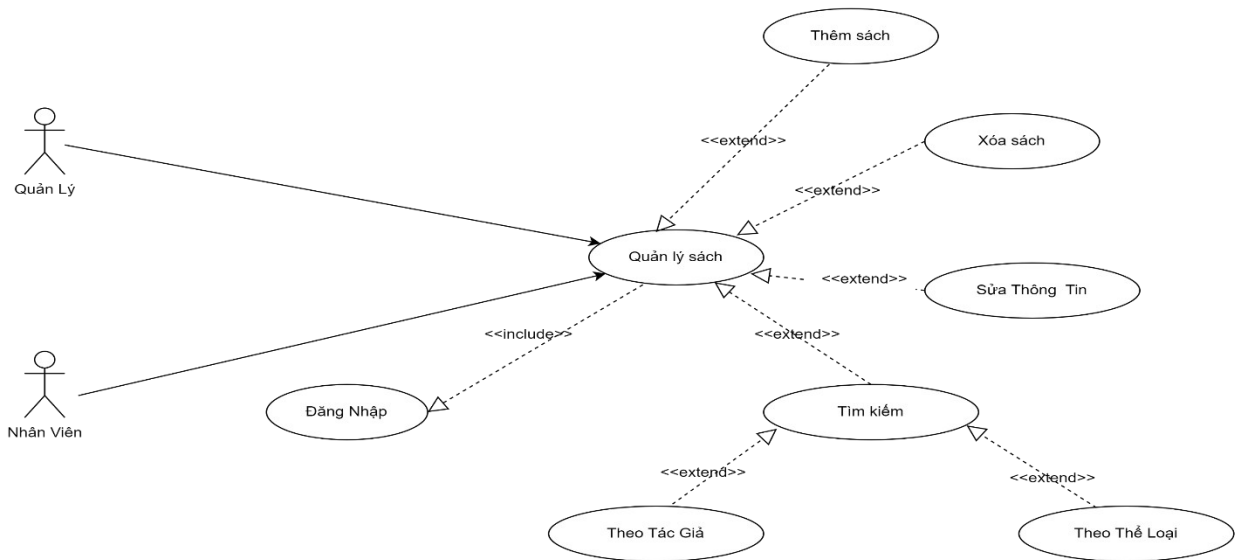 Thêm sách
<<extend>>
Xóa sách
Quản Lý
<<extend>>
Quản lý sách
<<extend>>
Sửa Thông Tin
<<include>>
<<extend>>
Nhân Viên
Đăng Nhập
Tìm kiếm
<<extend>>
<<extend>>
Theo Tác Giả
Theo Thể Loại